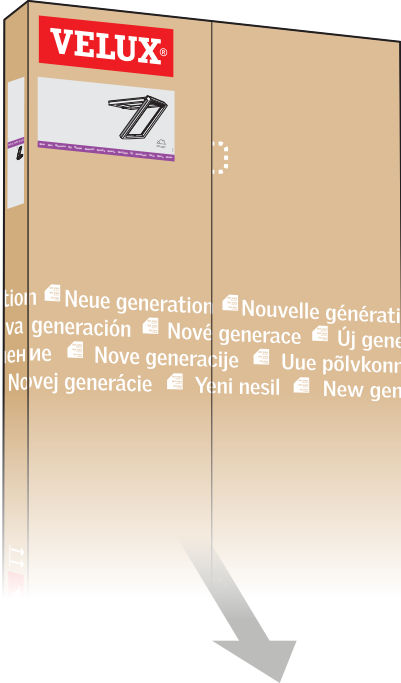 VELUX®
tion Neue generation Nouvelle générati
va generación Nové generace Új gene
ление Nove generacije Uue põlvkonn
Novej generácie Yeni nesil New gen